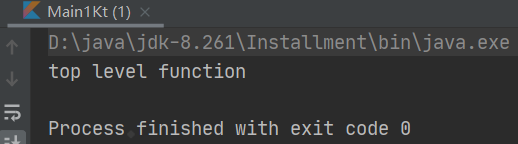 Main1Kt (1)
D:\java\jdk-8.261\Installment\bin\java.exe
top level function
Process finished with exit code 0